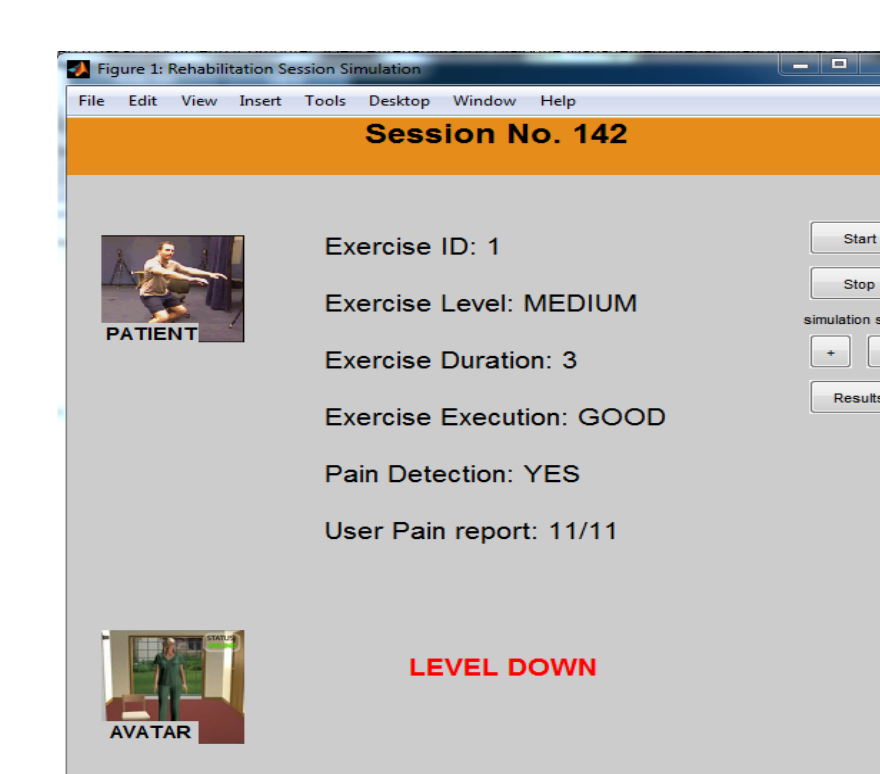 Figure 1: Rehabilitation Session Simulation
File Edit View Insert Tools Desktop Window Help
Session No. 142
Start
Stop
simulation s
+
Results
PATIENT
Exercise ID: 1
Exercise Level: MEDIUM
Exercise Duration: 3
Exercise Execution: GOOD
Pain Detection: YES
User Pain report: 11/11
STATUS
AVATAR
LEVEL DOWN